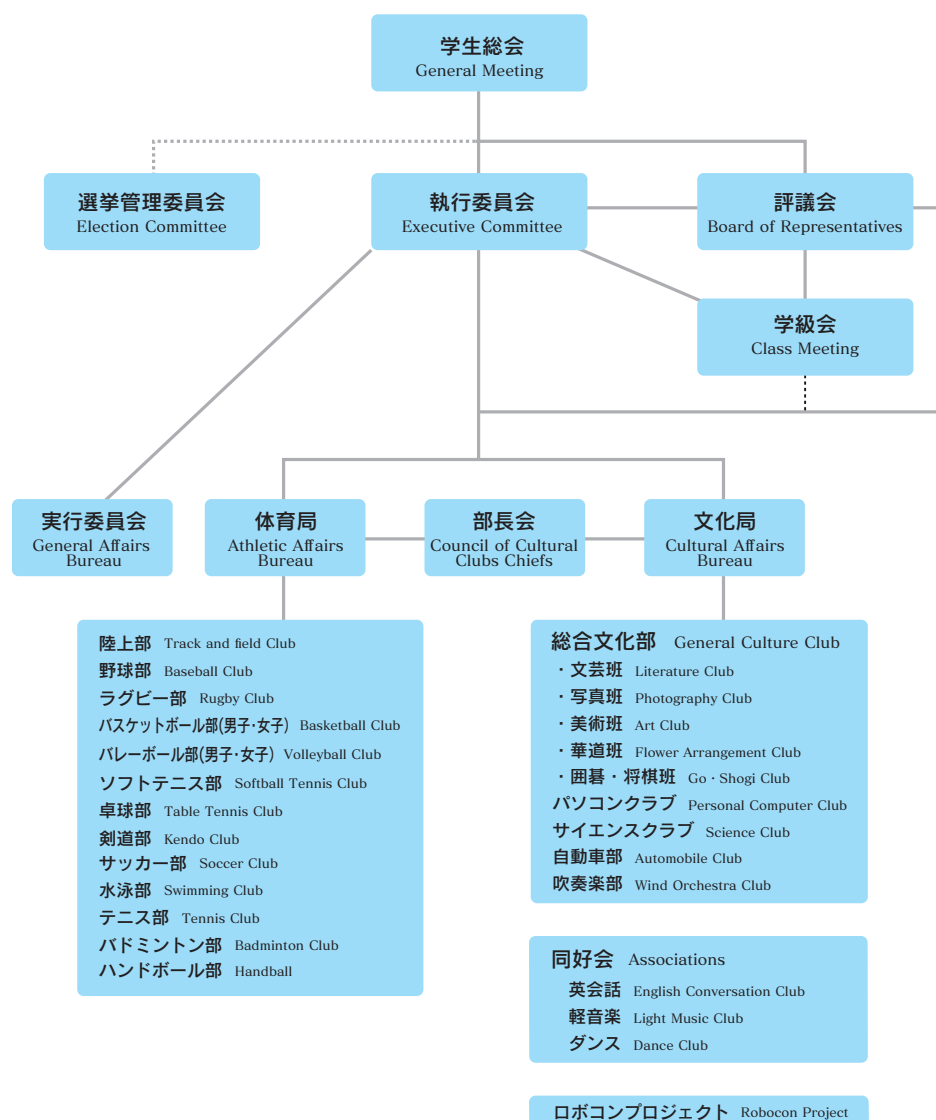 学生総会
General Meeting
選挙管理委員会
Election Committee
執行委員会
Executive Committee
評議会
Board of Representatives
学級会
Class Meeting
実行委員会
General Affairs
Bureau
体育局
Athletic Affairs
Bureau
部長会
Council of Cultural
Clubs Chiefs
文化局
Cultural Affairs
Bureau
陸上部 Track and field Club
野球部 Baseball Club
ラグビー部 Rugby Club
バスケットボール部(男子・女子) Basketball Club
バレーボール部(男子・女子) Volleyball Club
ソフトテニス部 Softball Tennis Club
卓球部 Table Tennis Club
剣道部 Kendo Club
サッカー部 Soccer Club
水泳部 Swimming Club
テニス部 Tennis Club
バドミントン部 Badminton Club
ハンドボール部 Handball
総合文化部 General Culture Club
・文芸班 Literature Club
・写真班 Photography Club
・美術班 Art Club
・華道班 Flower Arrangement Club
・囲碁・将棋班 Go・Shogi Club
パソコンクラブ Personal Computer Club
サイエンスクラブ Science Club
自動車部 Automobile Club
吹奏楽部 Wind Orchestra Club
同好会 Associations
英会話 English Conversation Club
軽音楽 Light Music Club
ダンス Dance Club
ロボコンプロジェクト Robocon Project